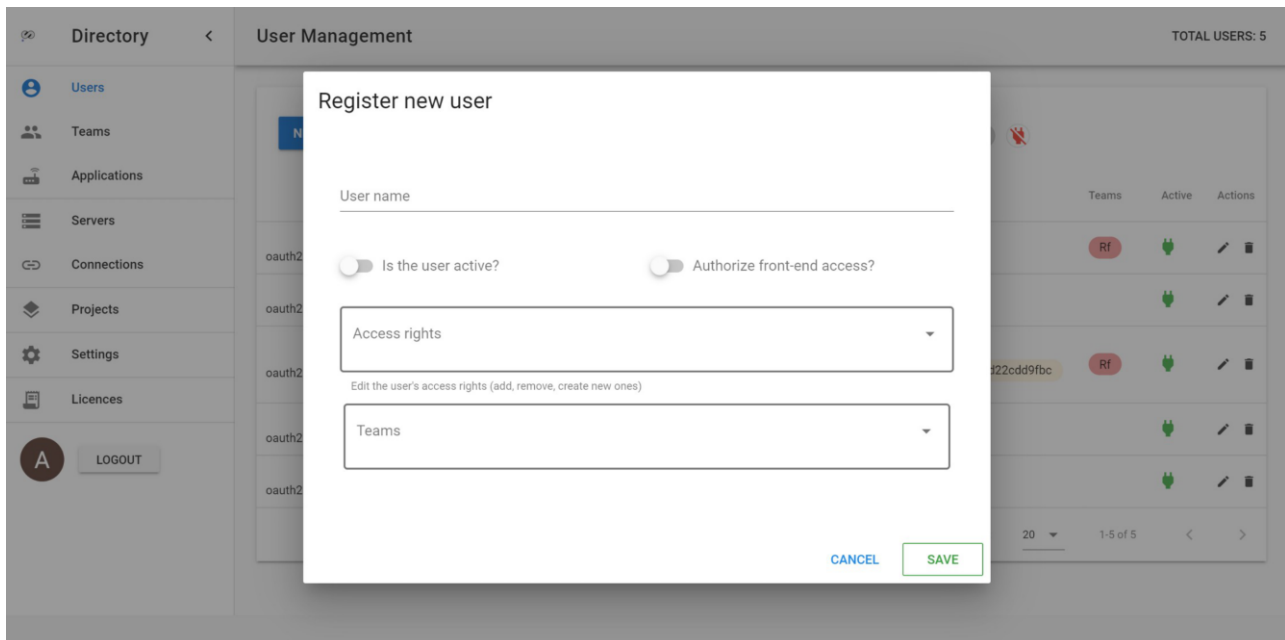 Directory
User Management
TOTAL USERS: 5
Users
Teams
Applications
Servers
Connections
Projects
Settings
Licences
A
LOGOUT
Register new user
User name
Is the user active? Authorize front-end access?
Access rights
Edit the user's access rights (add, remove, create new ones)
Teams
CANCEL SAVE
N
Teams Active Actions
oauth2 Rf
oauth2
oauth2 d22cdd9fbc Rf
oauth2
oauth2
20 1-5 of 5